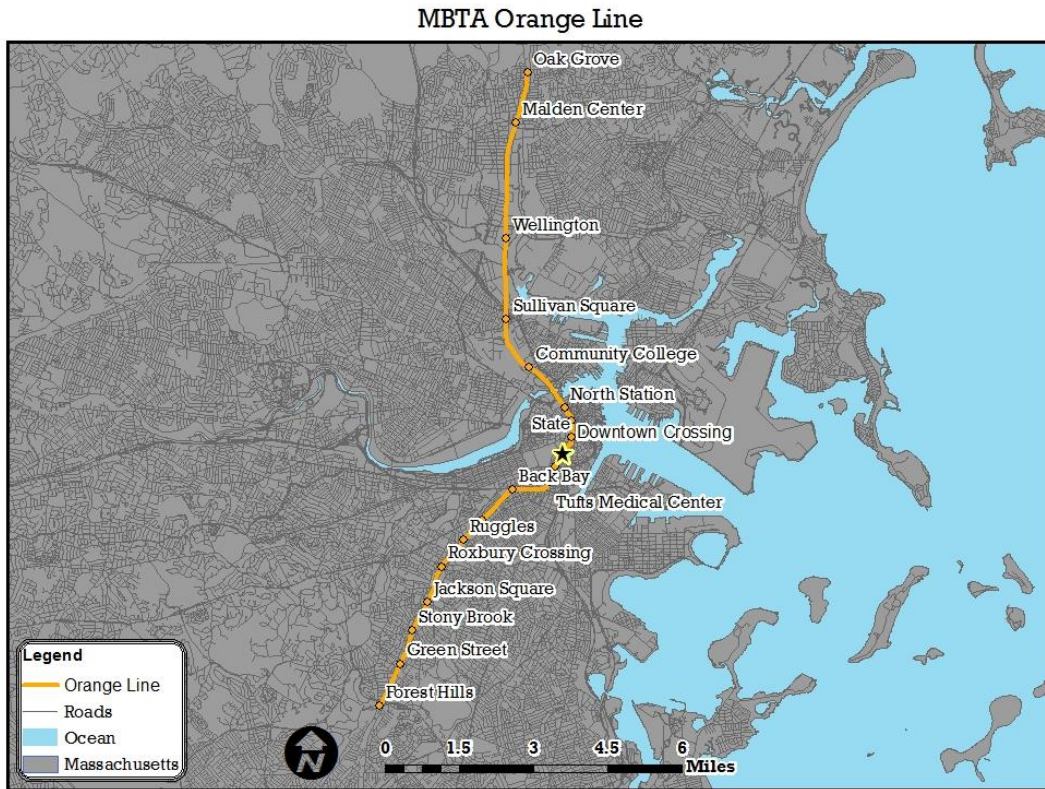 MBTA Orange Line
Oak Grove
Malden Center
Wellington
Sullivan Square
Community College
North Station
State
Downtown Crossing
Back Bay
Tufts Medical Center
Ruggles
Roxbury Crossing
Jackson Square
Stony Brook
Green Street
Forest Hills
Legend
Orange Line
Roads
Ocean
Massachusetts
N
0 1.5 3 4.5 6
Miles